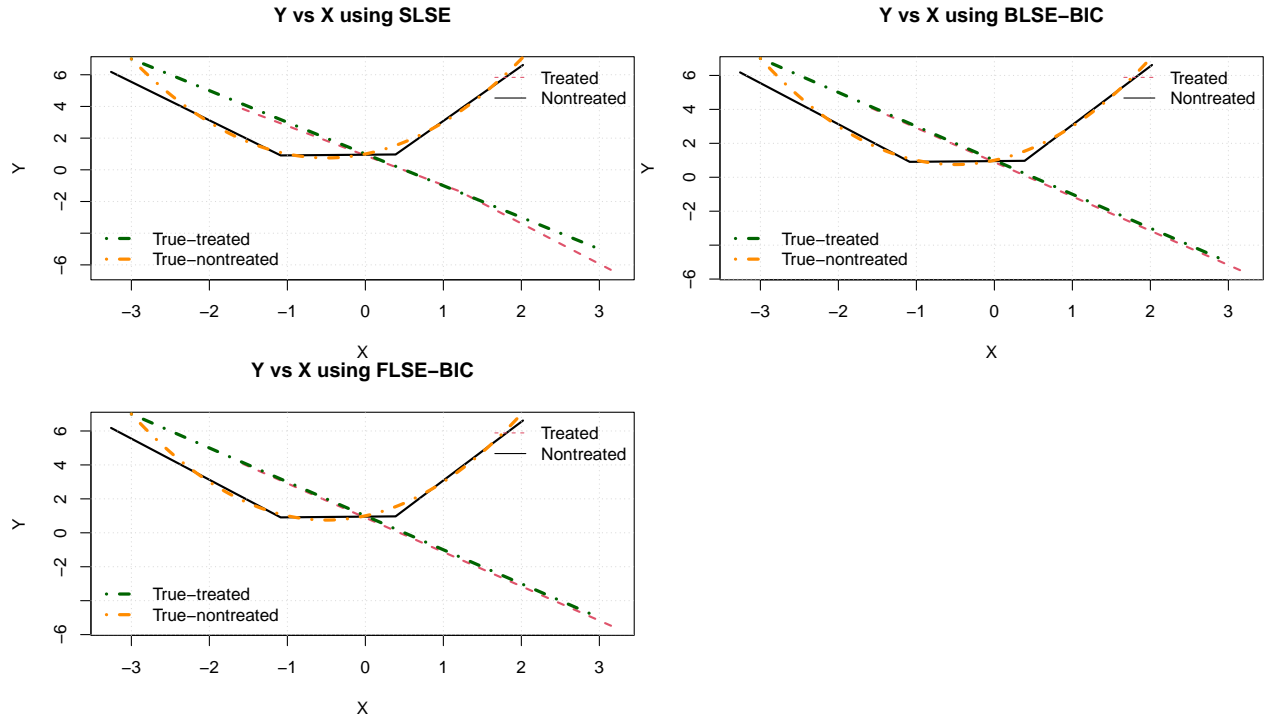 Y vs X using SLSE
Y
6
4
2
0
−2
−6
Treated
Nontreated
True−treated
True−nontreated
−3 −2 −1 0 1 2 3
X
Y vs X using BLSE−BIC
Y
6
4
2
0
−2
−6
Treated
Nontreated
True−treated
True−nontreated
−3 −2 −1 0 1 2 3
X
Y vs X using FLSE−BIC
Y
6
4
2
0
−2
−6
Treated
Nontreated
True−treated
True−nontreated
−3 −2 −1 0 1 2 3
X